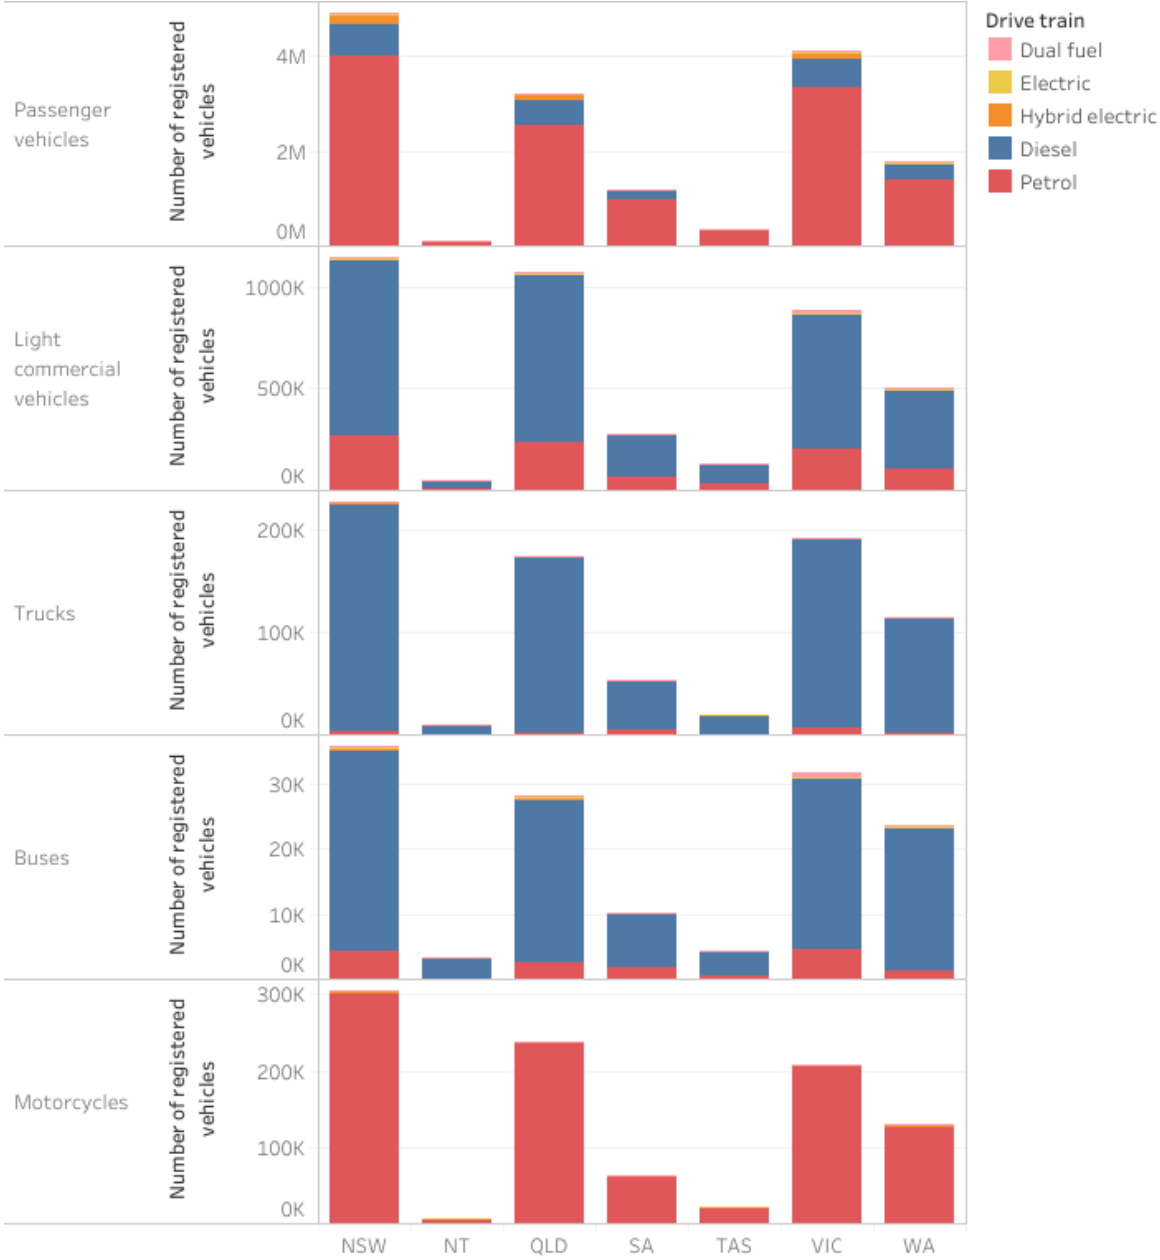 Drive train
Dual fuel
Electric
Hybrid electric
Diesel
Petrol
Passenger
vehicles
Number of registered
vehicles
4M
2M
0M
Light
commercial
vehicles
Number of registered
vehicles
1000K
500K
0K
Trucks
Number of registered
vehicles
200K
100K
0K
Buses
Number of registered
vehicles
30K
20K
10K
0K
Motorcycles
Number of registered
vehicles
300K
200K
100K
0K
NSW NT QLD SA TAS VIC WA